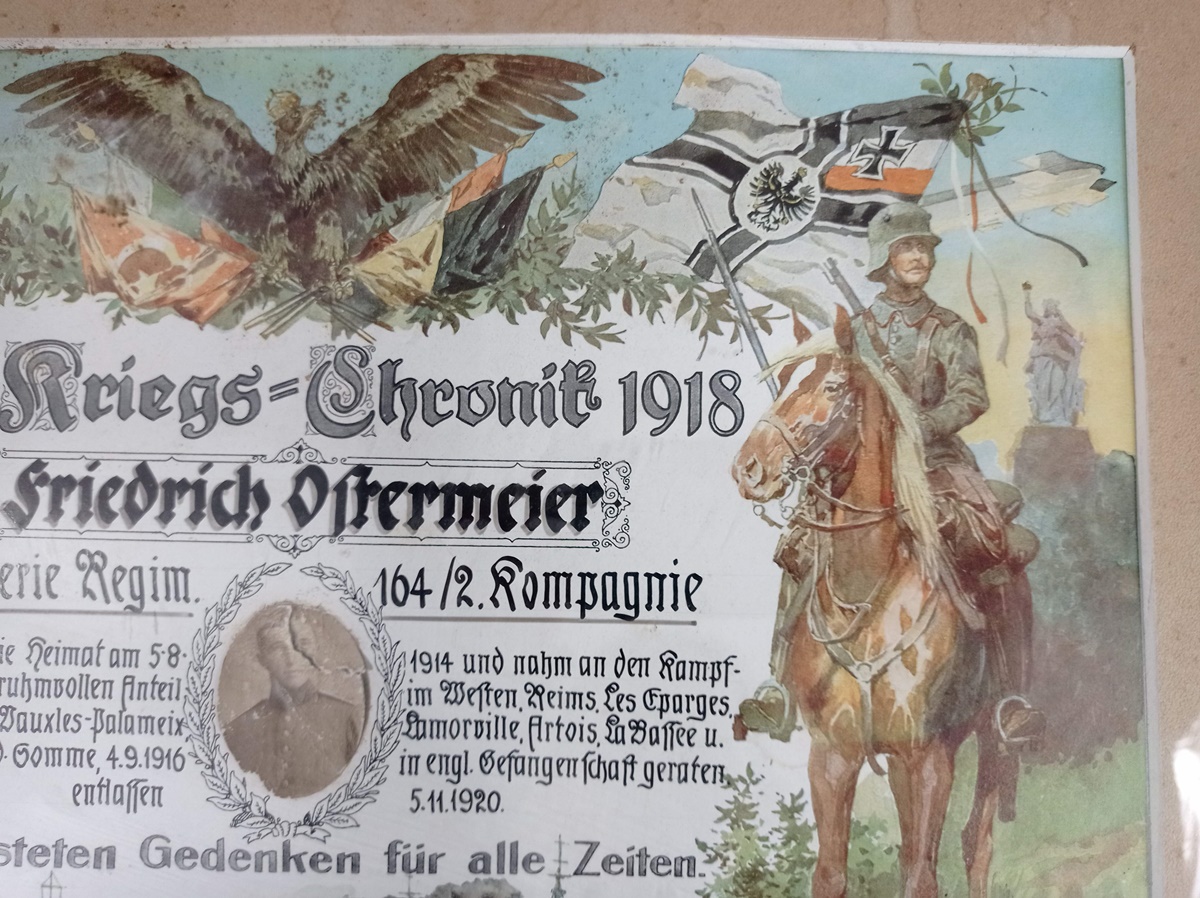 Kriegs=Chronik 1918
Friedrich Ostermeier
erie Regim. 164/2. Kompagnie
ie Heimat am 5·8· 1914 und nahm an den Kampf-
ruhmvollen Anteil im Westen, Reims, Les Eparges,
Vauxles-Palameix Lamorville, Artois, La Bassee u.
. Somme, 4.9.1916 in engl. Gefangenschaft geraten,
entlassen 5.11.1920.
steten Gedenken für alle Zeiten.